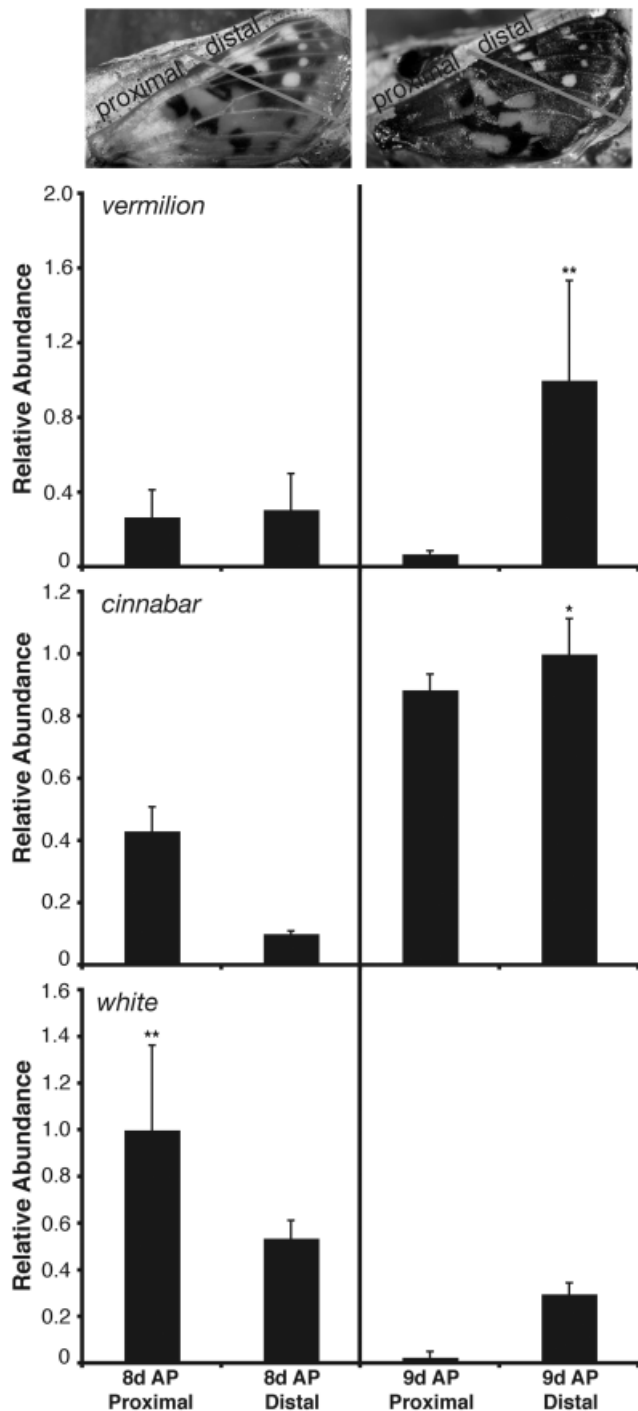 proximal distal
proximal distal
vermilion
Relative Abundance
2.0
1.6
1.2
0.8
0.4
0
**
cinnabar
Relative Abundance
1.2
1.0
0.8
0.6
0.4
0.2
0
*
white
Relative Abundance
1.6
1.4
1.2
1.0
0.8
0.6
0.4
0.2
0
**
8d AP
Proximal
8d AP
Distal
9d AP
Proximal
9d AP
Distal